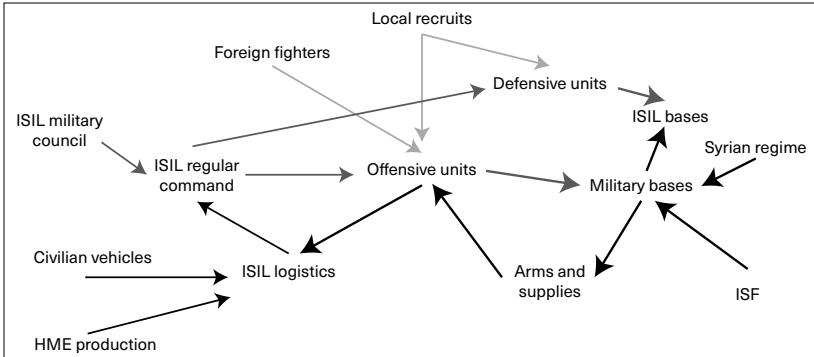 Local recruits
Foreign fighters
Defensive units
ISIL bases
ISIL military
council
Syrian regime
ISIL regular
command
Offensive units
Military bases
Civilian vehicles
ISIL logistics
Arms and
supplies
ISF
HME production